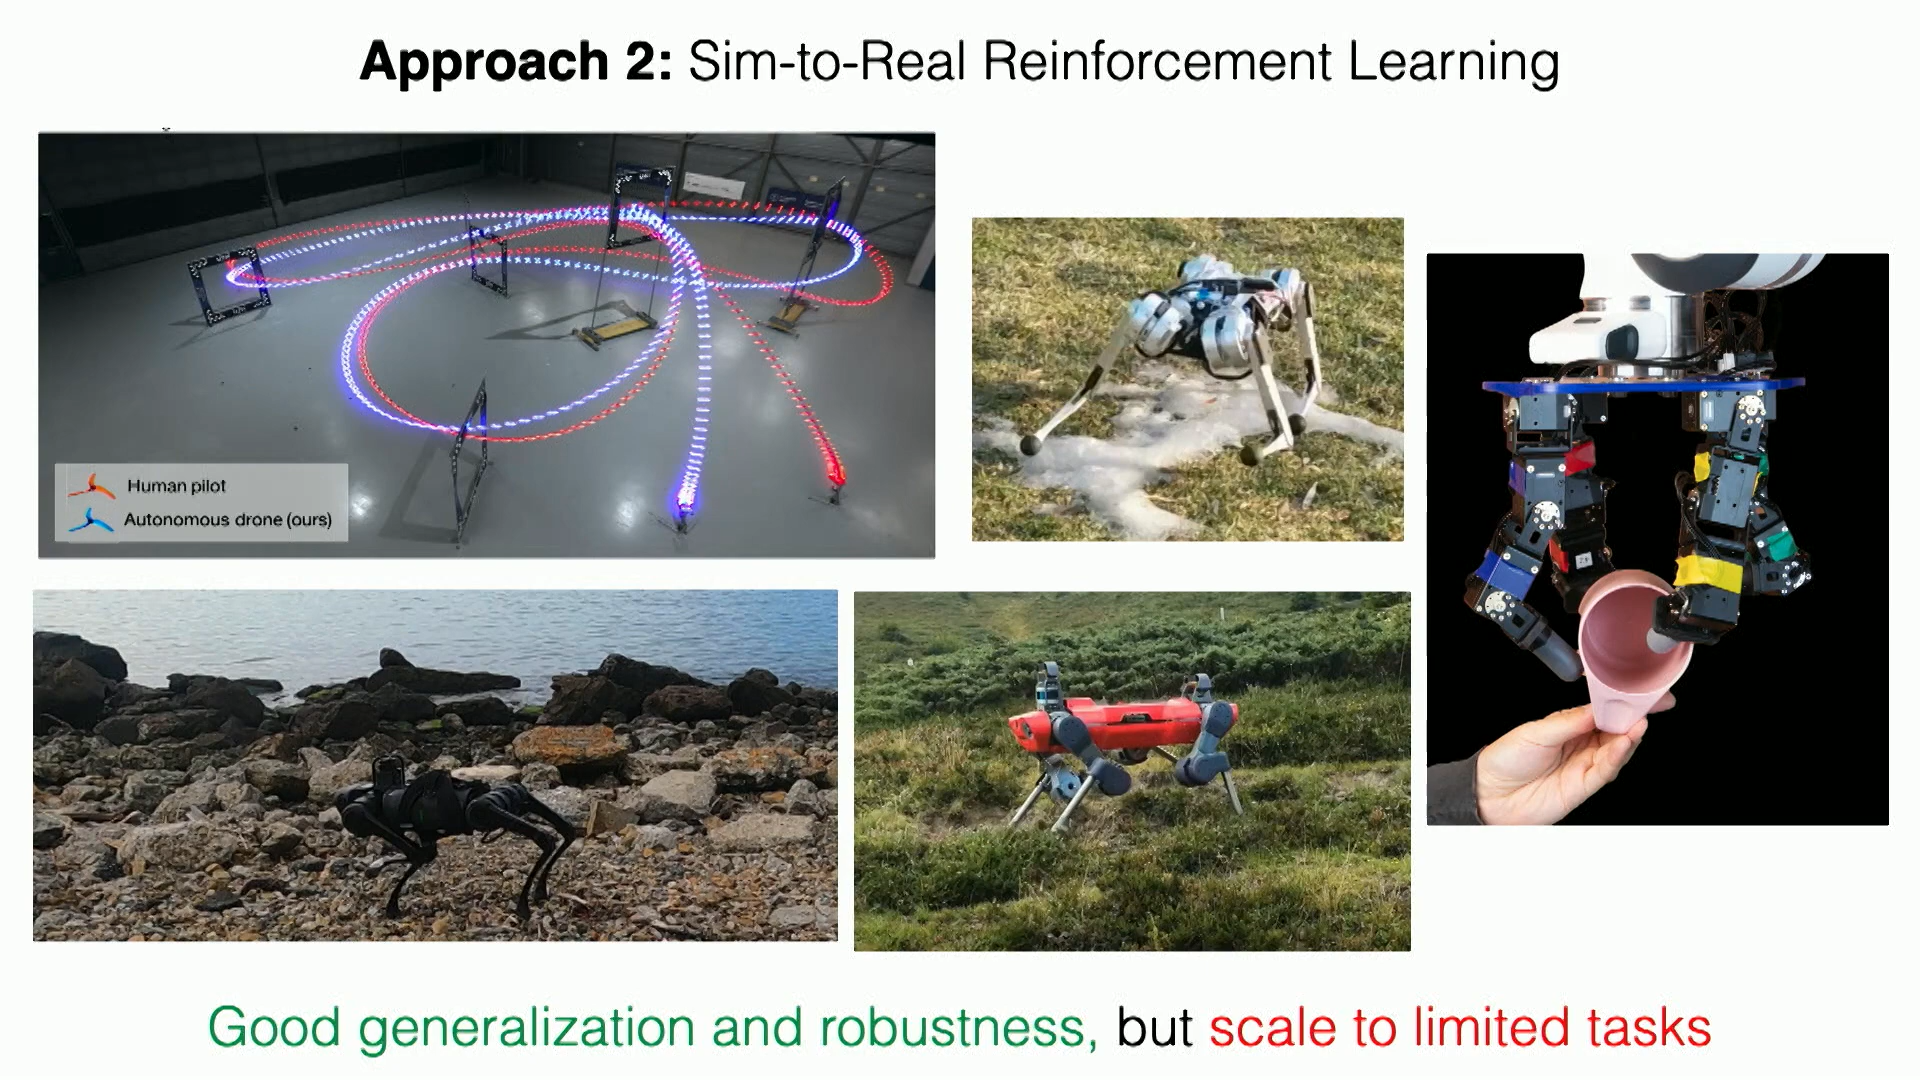 Approach 2: Sim-to-Real Reinforcement Learning
Human pilot
Autonomous drone (ours)
Good generalization and robustness, but scale to limited tasks